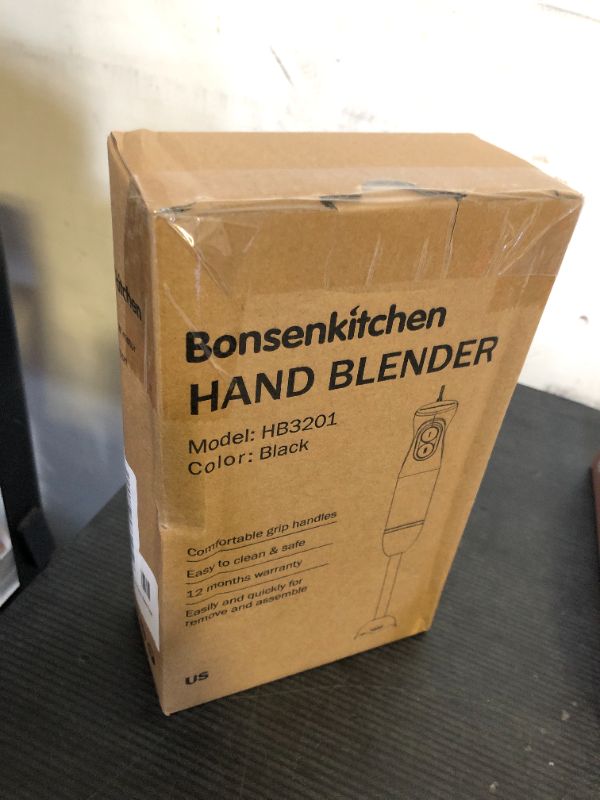 Bonsenkitchen
HAND BLENDER
Model: HB3201
Color: Black
Comfortable grip handles
Easy to clean & safe
12 months warranty
Easily and quickly for
remove and assemble
US